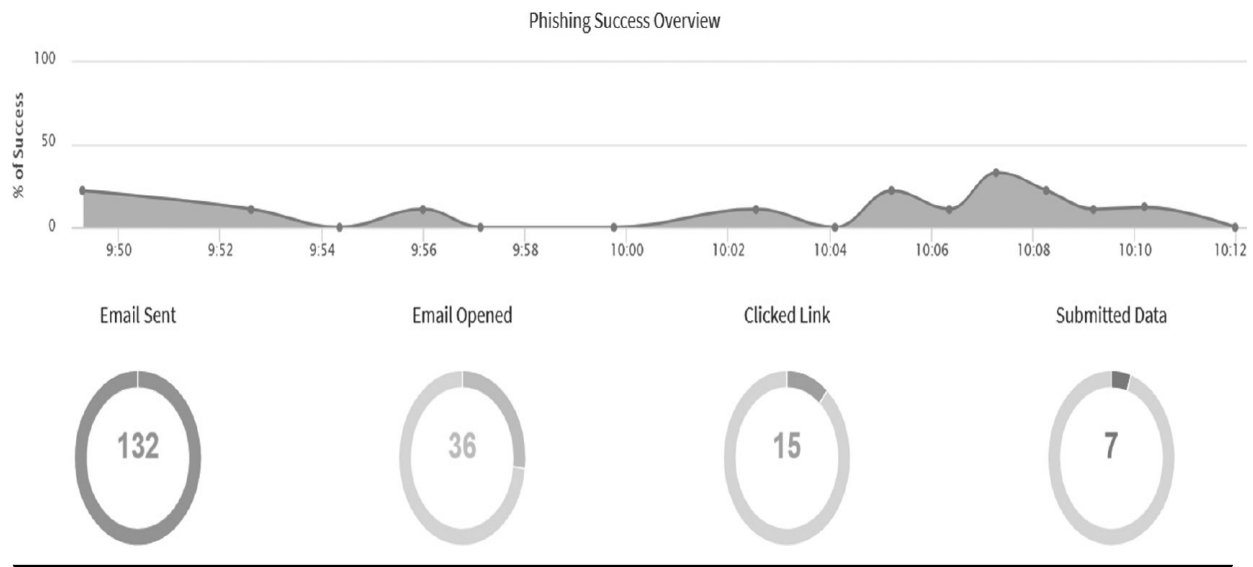 Phishing Success Overview
100
50
0
% of Success
9:50 9:52 9:54 9:56 9:58 10:00 10:02 10:04 10:06 10:08 10:10 10:12
Email Sent Email Opened Clicked Link Submitted Data
132 36 15 7